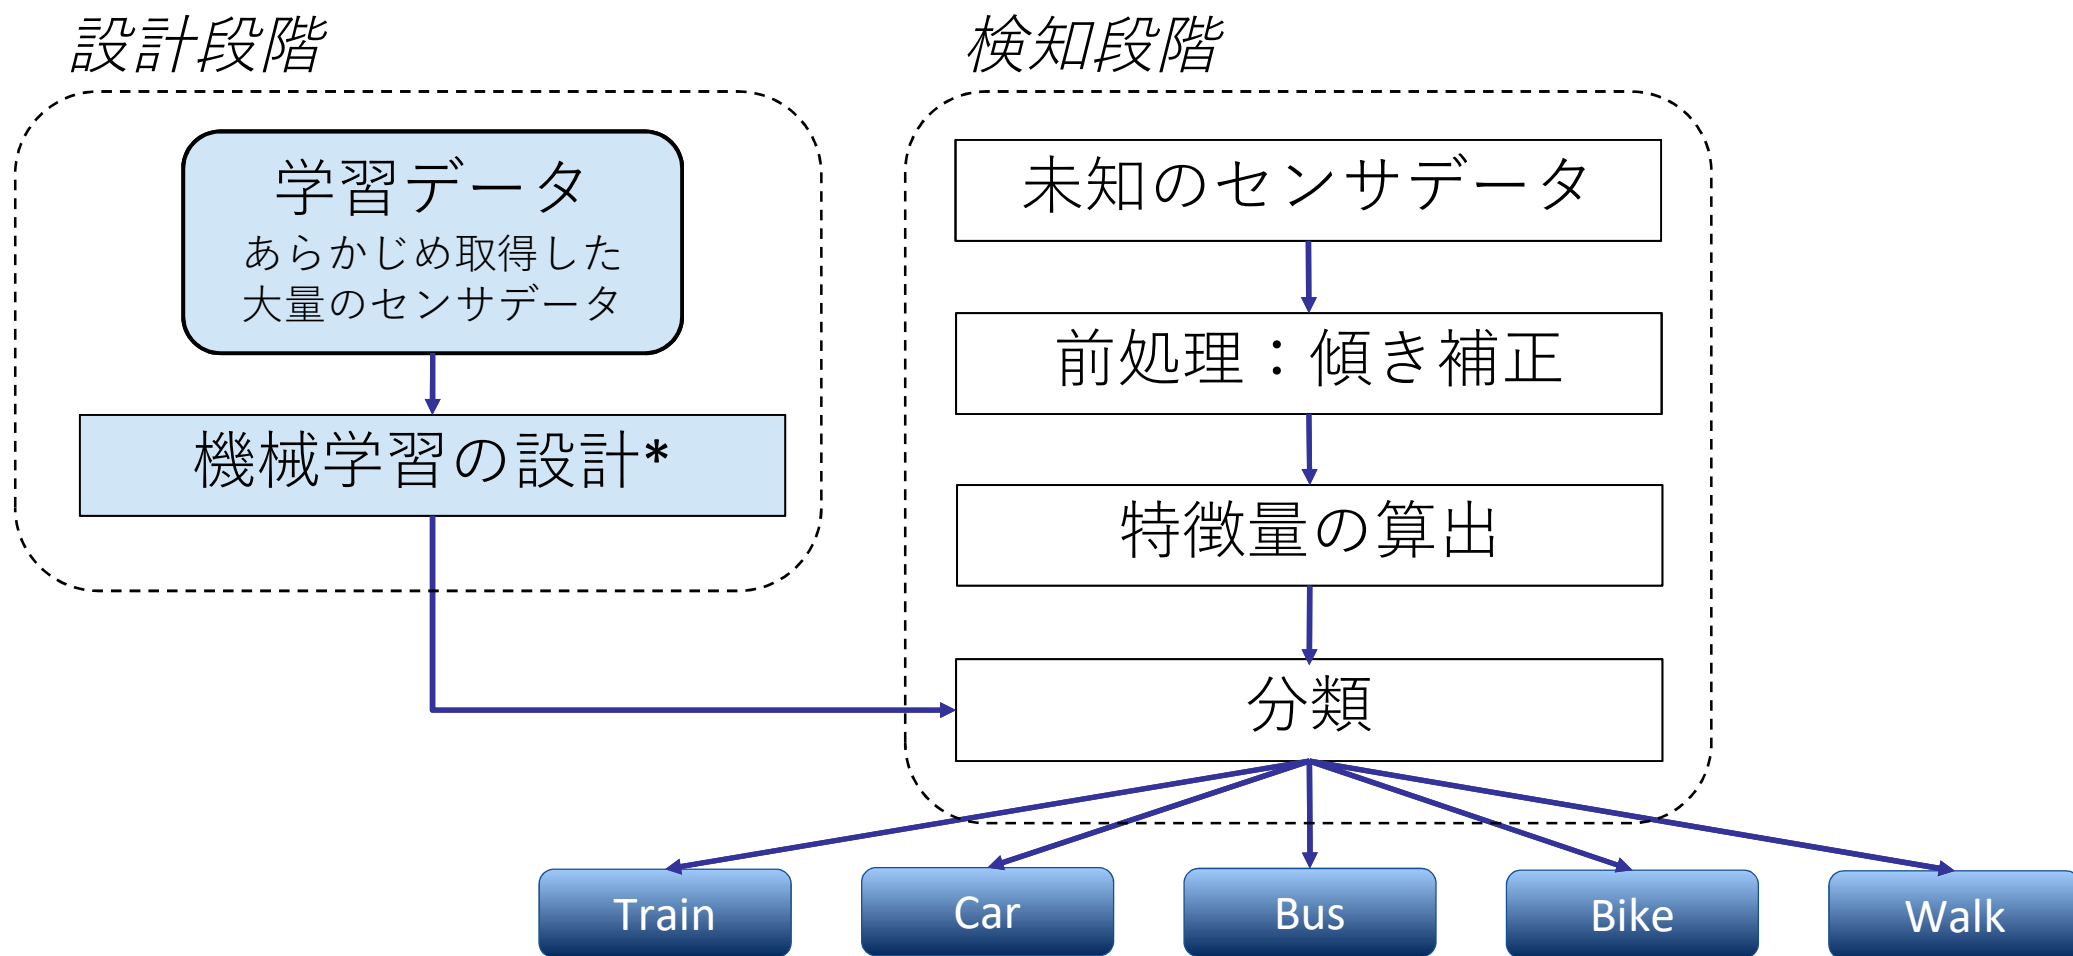 設計段階
学習データ
あらかじめ取得した
大量のセンサデータ
機械学習の設計*
検知段階
未知のセンサデータ
前処理：傾き補正
特徴量の算出
分類
Train
Car
Bus
Bike
Walk